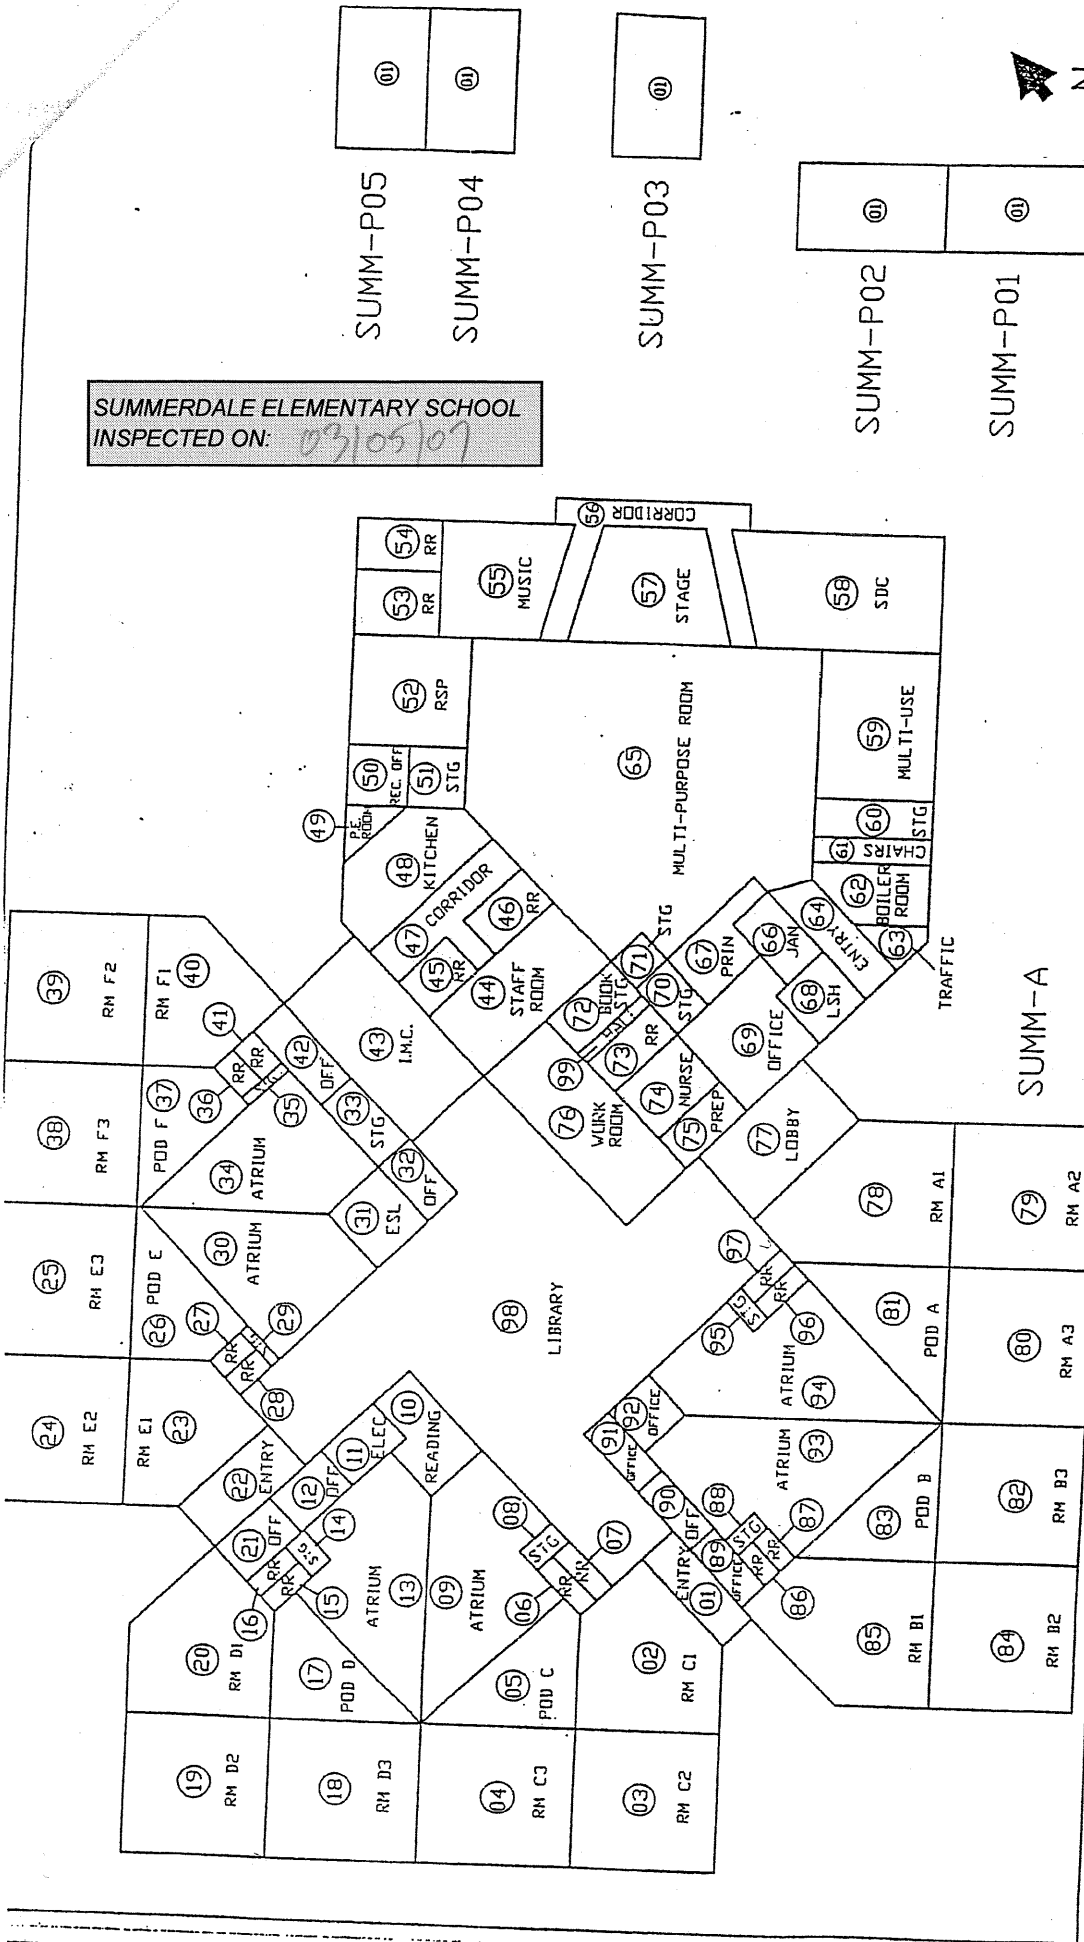 SUMMERDALE ELEMENTARY SCHOOL
INSPECTED ON: 03/05/07
SUMM-P05
01
SUMM-P04
01
SUMM-P03
01
SUMM-P02
01
SUMM-P01
01
N
SUMM-A
39
RM F2
40
RM F1
41
RR
36
RR
35
42
OFF
38
RM F3
37
POD F
34
ATRIUM
33
STG
32
OFF
31
ESL
43
I.M.C.
25
RM E3
26
POD E
30
ATRIUM
27
RR
28
RR
29
24
RM E2
23
RM E1
22
ENTRY
21
OFF
12
OFF
11
ELEC
10
READING
14
STG
16
RR
15
RR
13
ATRIUM
09
ATRIUM
20
RM D1
17
POD D
19
RM D2
18
RM D3
04
RM C3
03
RM C2
05
POD C
02
RM C1
08
STG
06
RR
07
RR
01
ENTRY
98
LIBRARY
54
RR
53
RR
55
MUSIC
56
CORRIDOR
57
STAGE
58
SDC
52
RSP
50
REC. OFF
51
STG
49
P.E. ROOM
48
KITCHEN
47
CORRIDOR
46
RR
45
RR
44
STAFF
ROOM
65
MULTI-PURPOSE ROOM
59
MULTI-USE
60
STG
61
CHAIRS
62
BOILER
ROOM
63
TRAFFIC
64
ENTRY
66
JAN
67
PRIN
68
LSH
69
OFFICE
70
STG
71
STG
72
BOOK
STG
99
73
RR
74
NURSE
75
PREP
76
WORK
ROOM
77
LOBBY
78
RM A1
79
RM A2
80
RM A3
81
POD A
97
RR
96
RR
95
STG
94
ATRIUM
93
ATRIUM
92
OFFICE
91
OFFICE
90
OFF
89
OFFICE
88
STG
87
RR
86
RR
83
POD B
82
RM B3
85
RM B1
84
RM B2